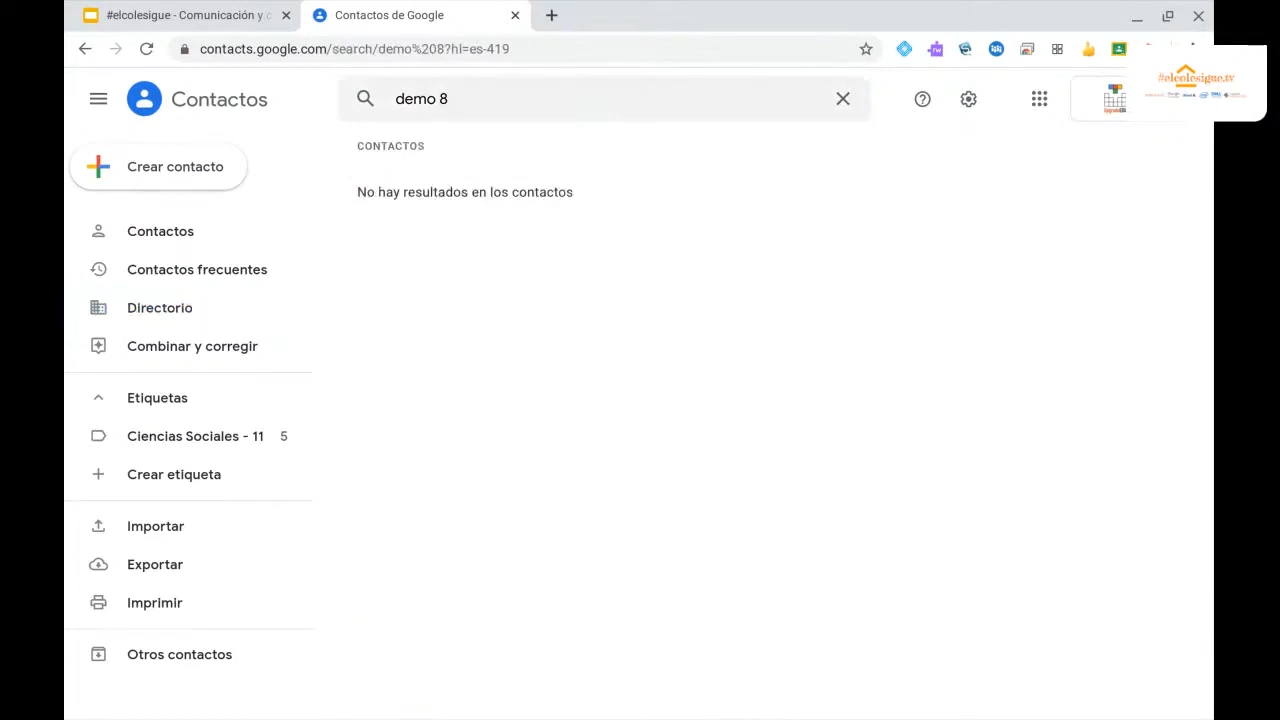 #elcolesigue - Comunicación y c
Contactos de Google
contacts.google.com/search/demo%208?hl=es-419
Contactos
demo 8
#elcolesigue.tv
Crear contacto
CONTACTOS
No hay resultados en los contactos
Contactos
Contactos frecuentes
Directorio
Combinar y corregir
Etiquetas
Ciencias Sociales - 11 5
Crear etiqueta
Importar
Exportar
Imprimir
Otros contactos